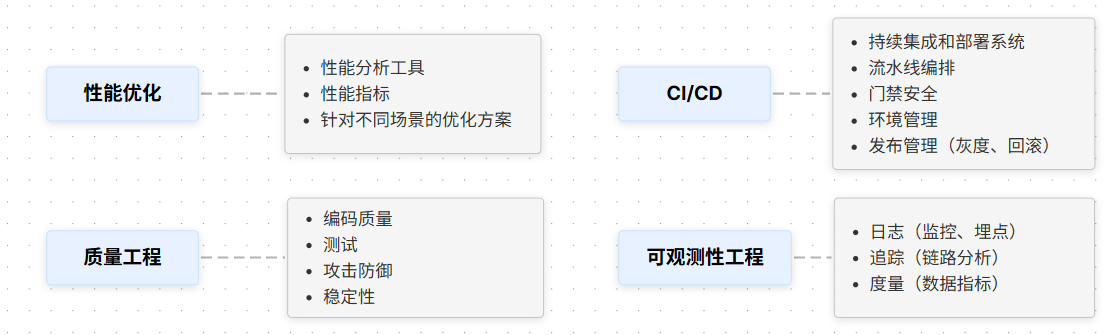 性能优化
性能分析工具
性能指标
针对不同场景的优化方案
CI/CD
持续集成和部署系统
流水线编排
门禁安全
环境管理
发布管理（灰度、回滚）
质量工程
编码质量
测试
攻击防御
稳定性
可观测性工程
日志（监控、埋点）
追踪（链路分析）
度量（数据指标）